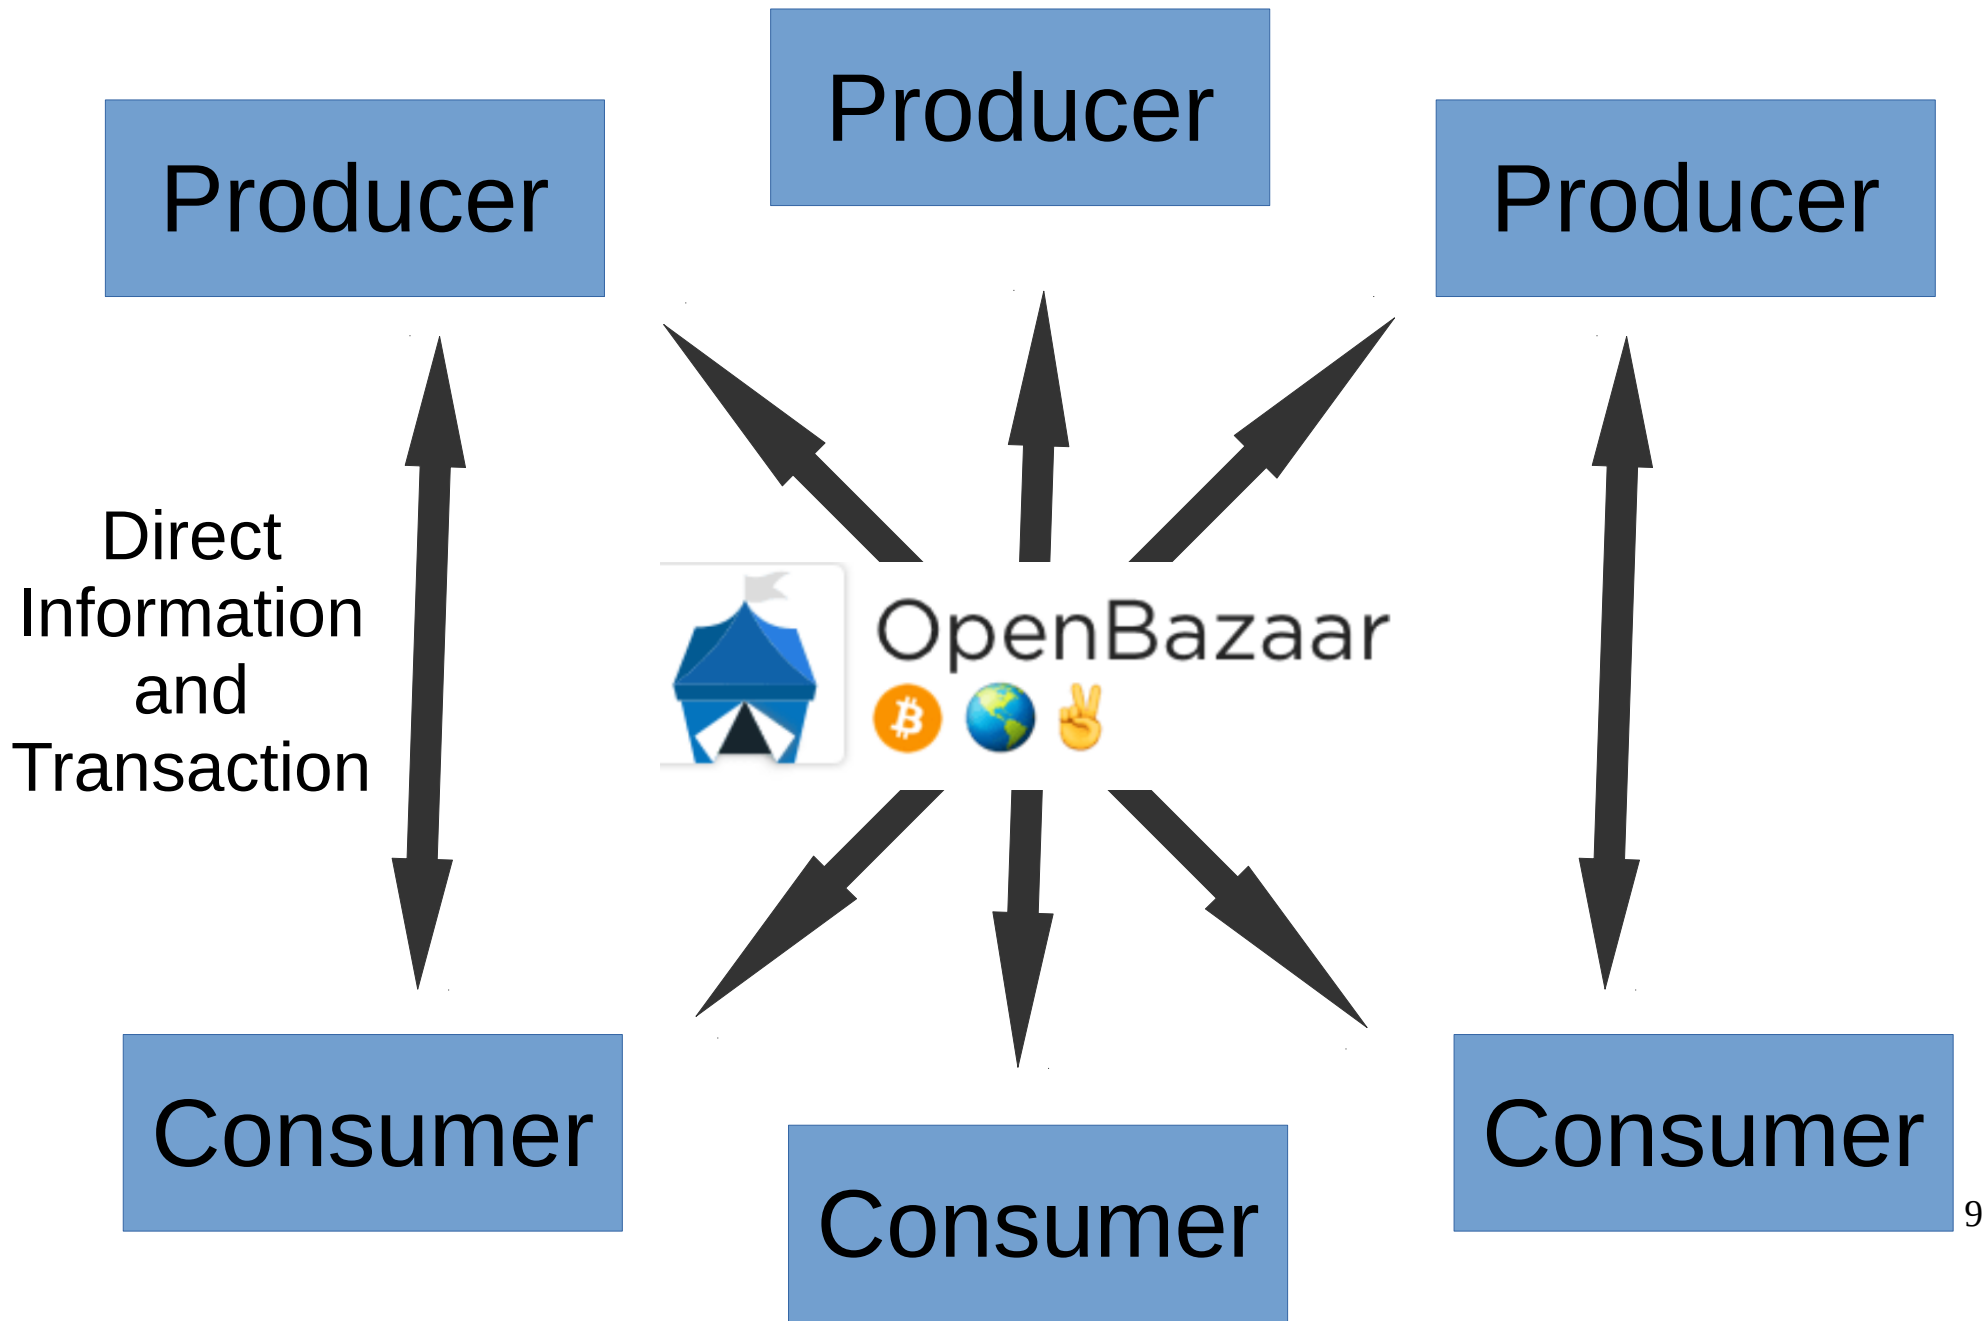 Producer
Producer
Producer
Direct
Information
and
Transaction
OpenBazaar
Consumer
Consumer
Consumer
9